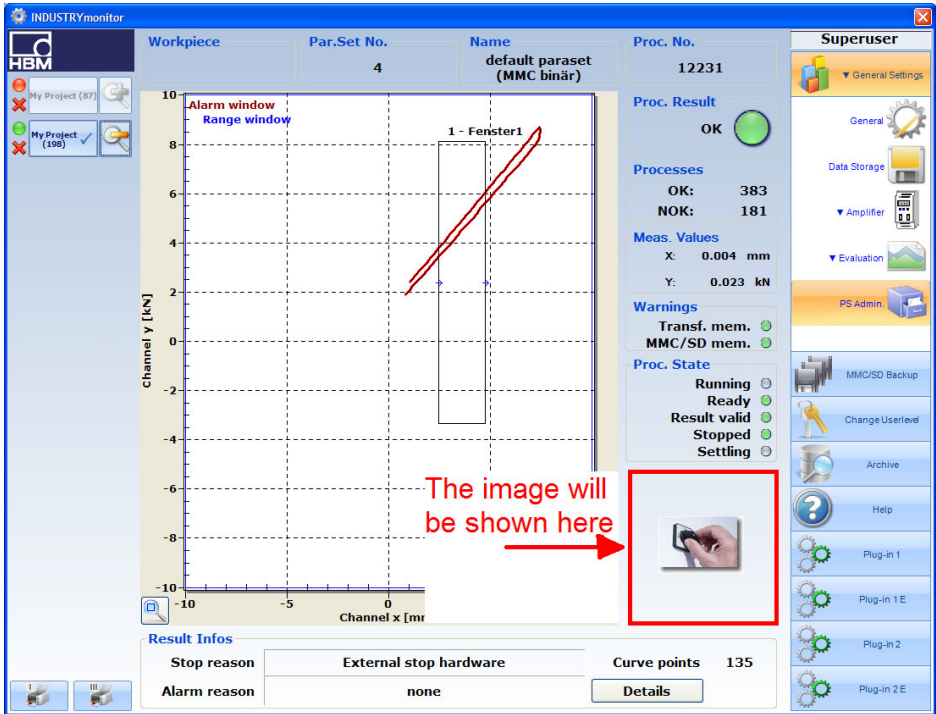 INDUSTRYmonitor
HBM
My Project (87)
My Project
(198)
I
III
Workpiece
Par.Set No.
4
Name
default paraset
(MMC binär)
Proc. No.
12231
Alarm window
Range window
1 - Fenster1
10
8
6
4
2
0
-2
-4
-6
-8
-10
channel y [kN]
-10
-5
0
Channel x [mm
Proc. Result
OK
Processes
OK: 383
NOK: 181
Meas. Values
X: 0.004 mm
Y: 0.023 kN
Warnings
Transf. mem.
MMC/SD mem.
Proc. State
Running
Ready
Result valid
Stopped
Settling
The image will
be shown here
Result Infos
Stop reason External stop hardware Curve points 135
Alarm reason none Details
Superuser
▼ General Settings
General
Data Storage
▼ Amplifier
▼ Evaluation
PS Admin.
MMC/SD Backup
Change Userlevel
Archive
Help
Plug-in 1
Plug-in 1 E
Plug-in 2
Plug-in 2 E